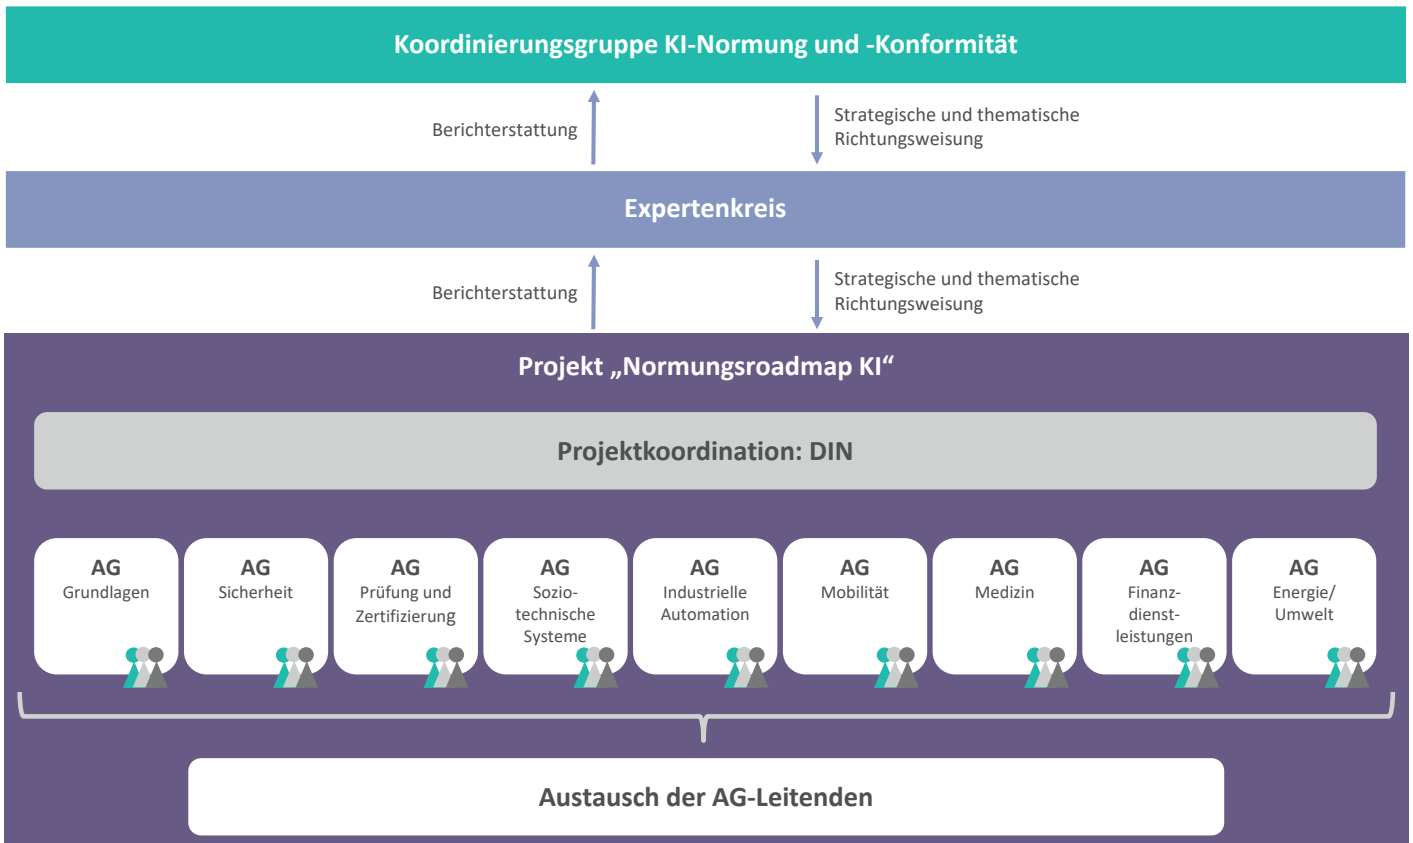 Koordinierungsgruppe KI-Normung und -Konformität
Berichterstattung
Strategische und thematische
Richtungsweisung
Expertenkreis
Berichterstattung
Strategische und thematische
Richtungsweisung
Projekt „Normungsroadmap KI“
Projektkoordination: DIN
AG
Grundlagen
AG
Sicherheit
AG
Prüfung und
Zertifizierung
AG
Sozio-
technische
Systeme
AG
Industrielle
Automation
AG
Mobilität
AG
Medizin
AG
Finanz-
dienst-
leistungen
AG
Energie/
Umwelt
Austausch der AG-Leitenden